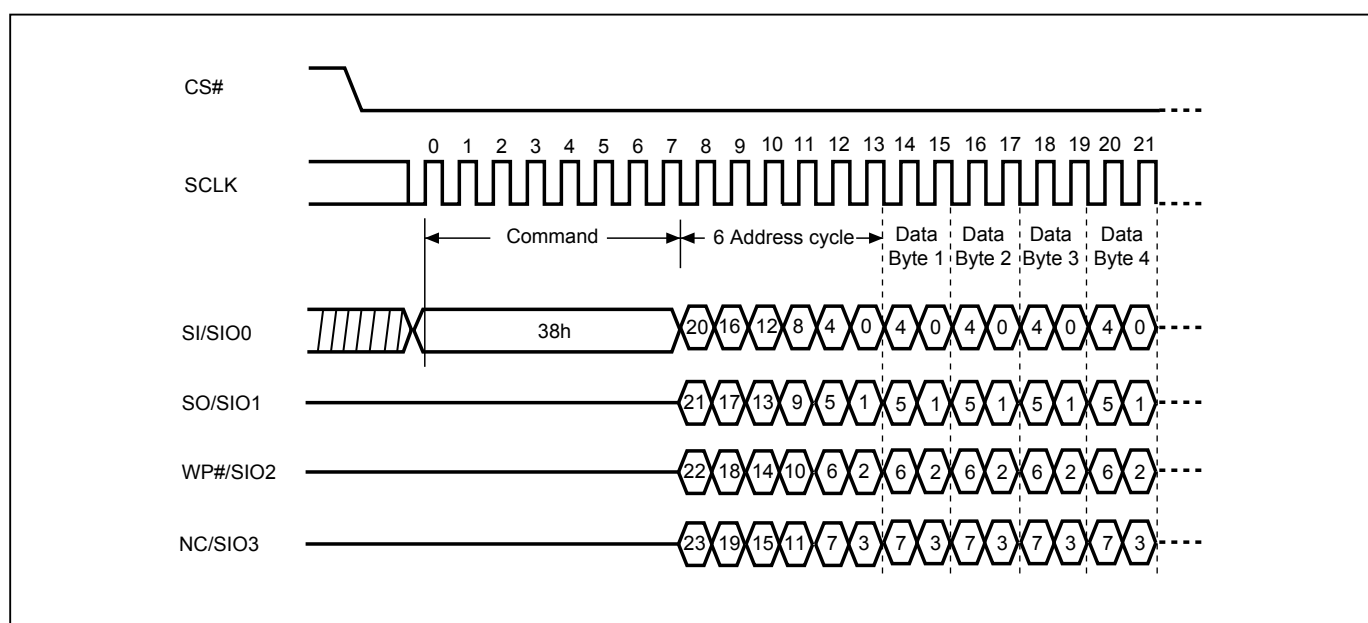 CS#
0 1 2 3 4 5 6 7 8 9 10 11 12 13 14 15 16 17 18 19 20 21
SCLK
Command 6 Address cycle Data Data Data Data
Byte 1 Byte 2 Byte 3 Byte 4
SI/SIO0 38h 20 16 12 8 4 0 4 0 4 0 4 0 4 0
SO/SIO1 21 17 13 9 5 1 5 1 5 1 5 1 5 1
WP#/SIO2 22 18 14 10 6 2 6 2 6 2 6 2 6 2
NC/SIO3 23 19 15 11 7 3 7 3 7 3 7 3 7 3